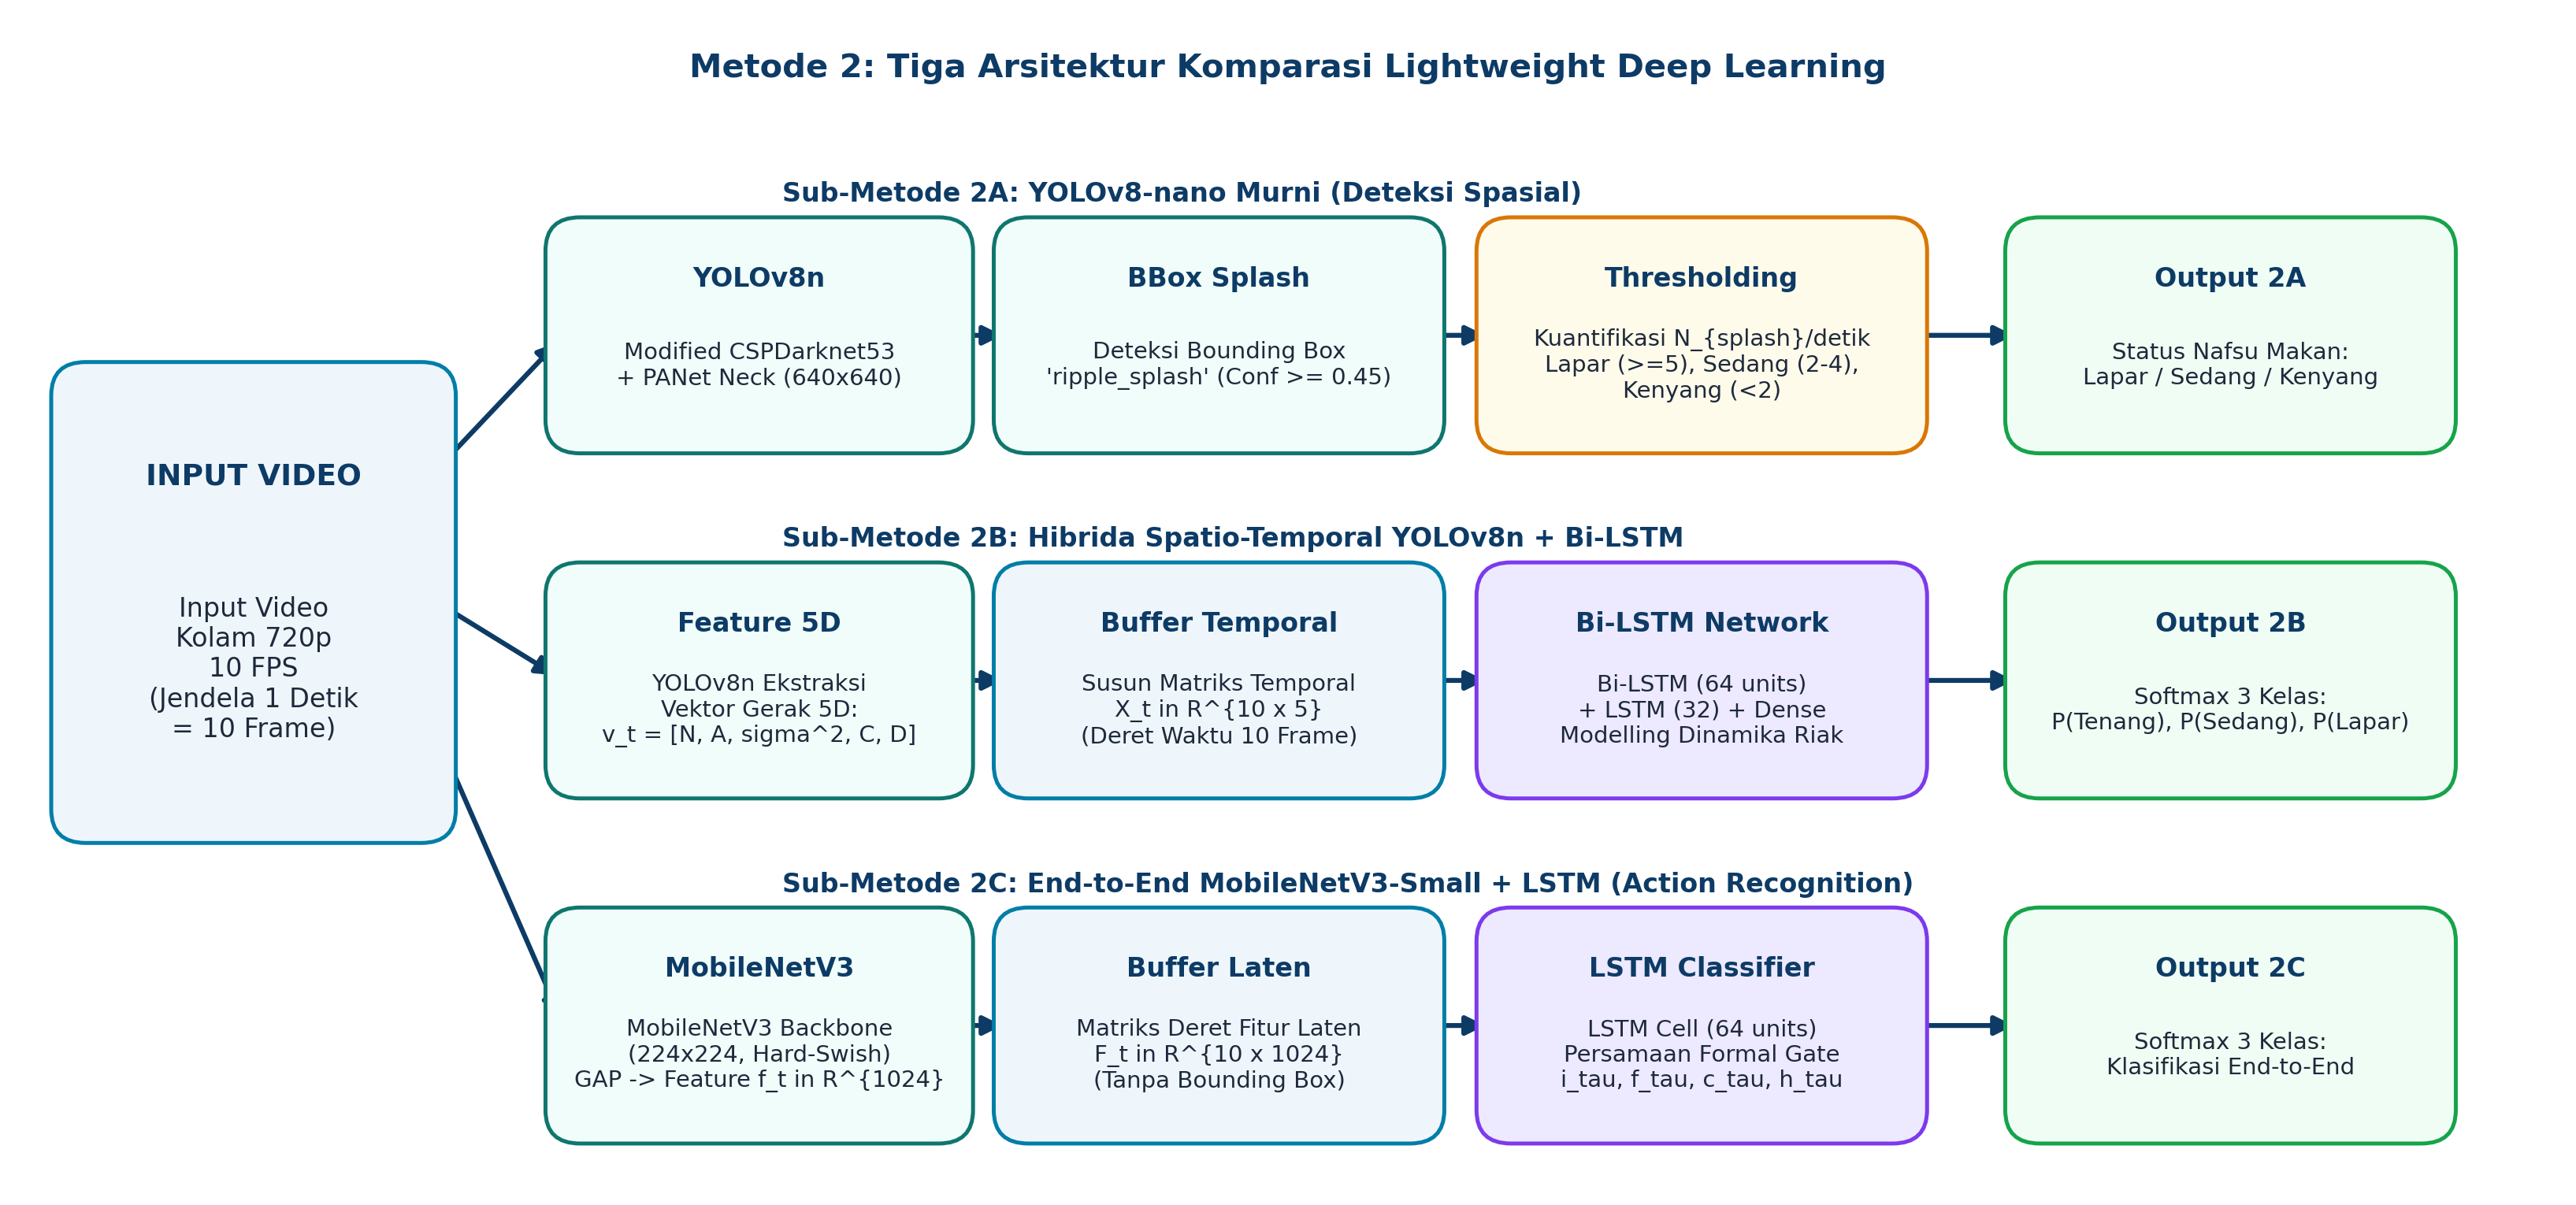 Metode 2: Tiga Arsitektur Komparasi Lightweight Deep Learning
INPUT VIDEO
Input Video
Kolam 720p
10 FPS
(Jendela 1 Detik
= 10 Frame)
Sub-Metode 2A: YOLOv8-nano Murni (Deteksi Spasial)
YOLOv8n
Modified CSPDarknet53
+ PANet Neck (640x640)
BBox Splash
Deteksi Bounding Box
'ripple_splash' (Conf >= 0.45)
Thresholding
Kuantifikasi N_{splash}/detik
Lapar (>=5), Sedang (2-4),
Kenyang (<2)
Output 2A
Status Nafsu Makan:
Lapar / Sedang / Kenyang
Sub-Metode 2B: Hibrida Spatio-Temporal YOLOv8n + Bi-LSTM
Feature 5D
YOLOv8n Ekstraksi
Vektor Gerak 5D:
v_t = [N, A, sigma^2, C, D]
Buffer Temporal
Susun Matriks Temporal
X_t in R^{10 x 5}
(Deret Waktu 10 Frame)
Bi-LSTM Network
Bi-LSTM (64 units)
+ LSTM (32) + Dense
Modelling Dinamika Riak
Output 2B
Softmax 3 Kelas:
P(Tenang), P(Sedang), P(Lapar)
Sub-Metode 2C: End-to-End MobileNetV3-Small + LSTM (Action Recognition)
MobileNetV3
MobileNetV3 Backbone
(224x224, Hard-Swish)
GAP -> Feature f_t in R^{1024}
Buffer Laten
Matriks Deret Fitur Laten
F_t in R^{10 x 1024}
(Tanpa Bounding Box)
LSTM Classifier
LSTM Cell (64 units)
Persamaan Formal Gate
i_tau, f_tau, c_tau, h_tau
Output 2C
Softmax 3 Kelas:
Klasifikasi End-to-End